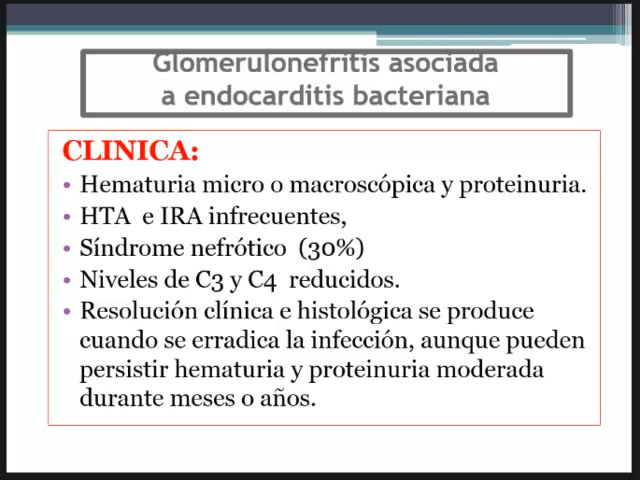 Glomerulonefritis asociada
a endocarditis bacteriana
CLINICA:
• Hematuria micro o macroscópica y proteinuria.
• HTA e IRA infrecuentes,
• Síndrome nefrótico (30%)
• Niveles de C3 y C4 reducidos.
• Resolución clínica e histológica se produce
cuando se erradica la infección, aunque pueden
persistir hematuria y proteinuria moderada
durante meses o años.